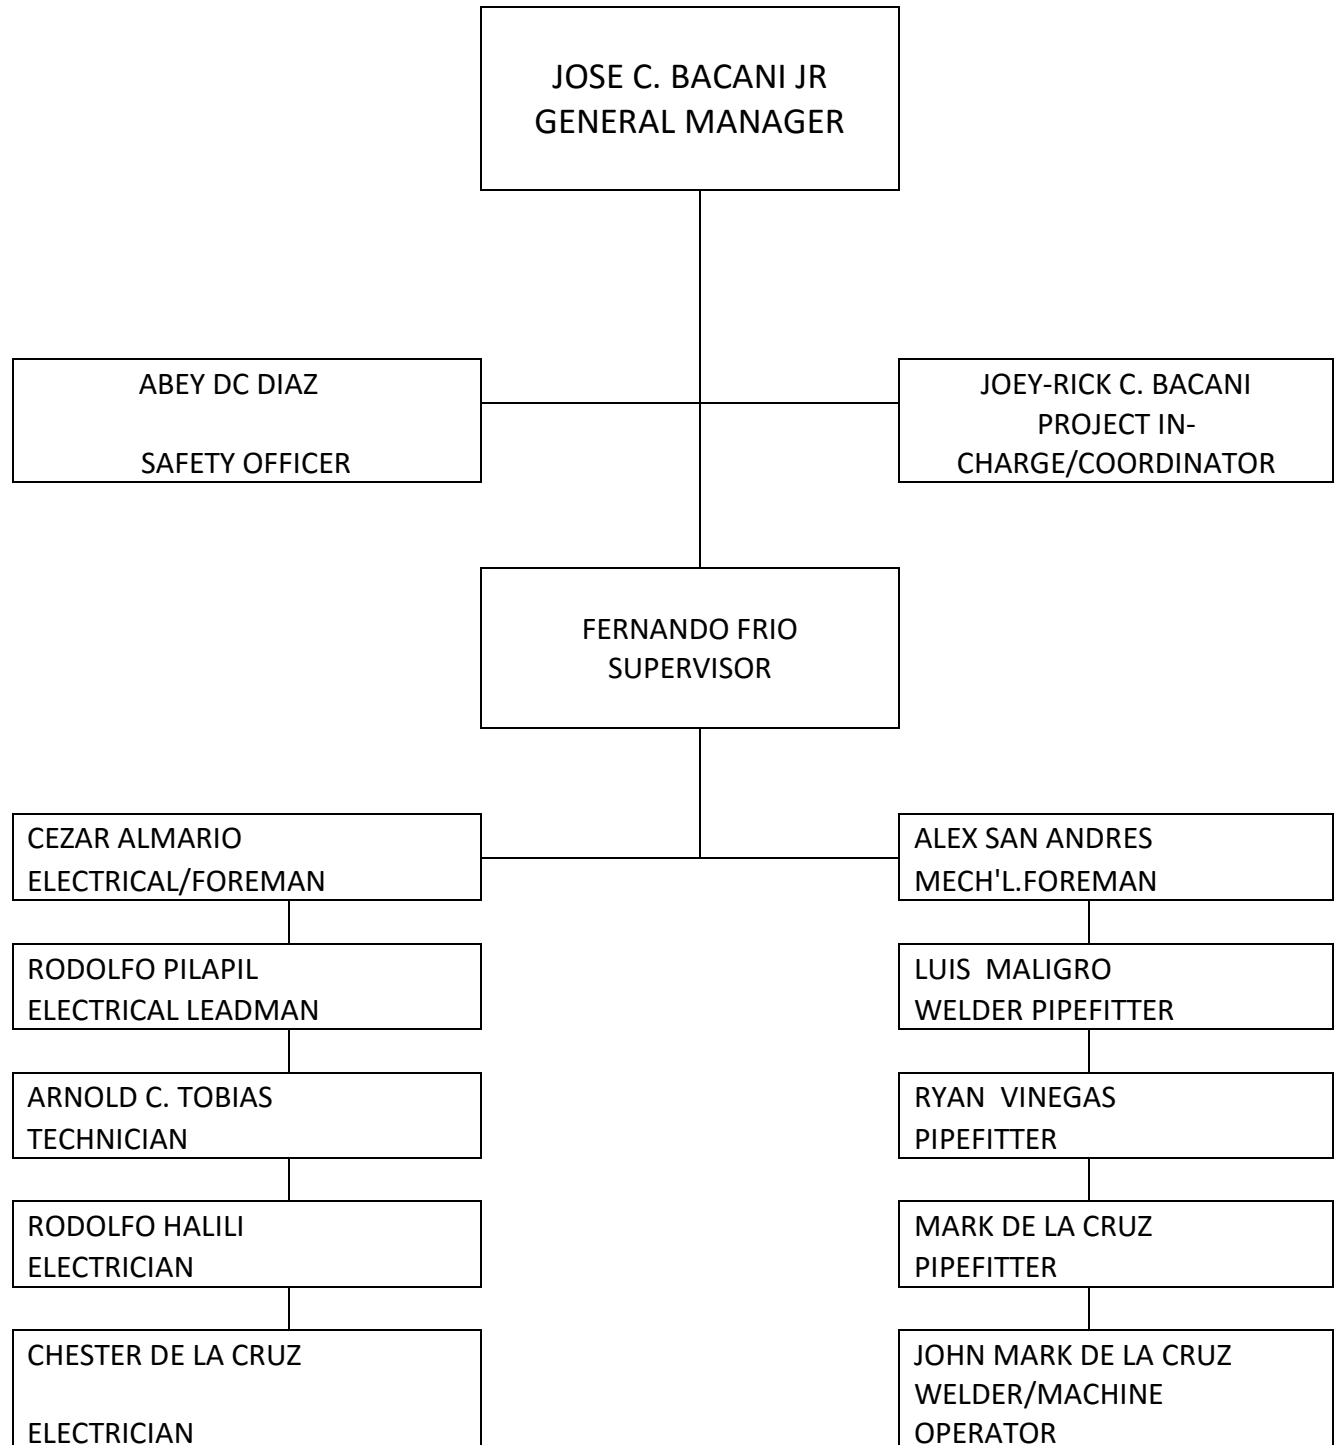 JOSE C. BACANI JR
GENERAL MANAGER
ABEY DC DIAZ
SAFETY OFFICER
JOEY-RICK C. BACANI
PROJECT IN-
CHARGE/COORDINATOR
FERNANDO FRIO
SUPERVISOR
CEZAR ALMARIO
ELECTRICAL/FOREMAN
RODOLFO PILAPIL
ELECTRICAL LEADMAN
ARNOLD C. TOBIAS
TECHNICIAN
RODOLFO HALILI
ELECTRICIAN
CHESTER DE LA CRUZ
ELECTRICIAN
ALEX SAN ANDRES
MECH'L.FOREMAN
LUIS  MALIGRO
WELDER PIPEFITTER
RYAN  VINEGAS
PIPEFITTER
MARK DE LA CRUZ
PIPEFITTER
JOHN MARK DE LA CRUZ
WELDER/MACHINE
OPERATOR